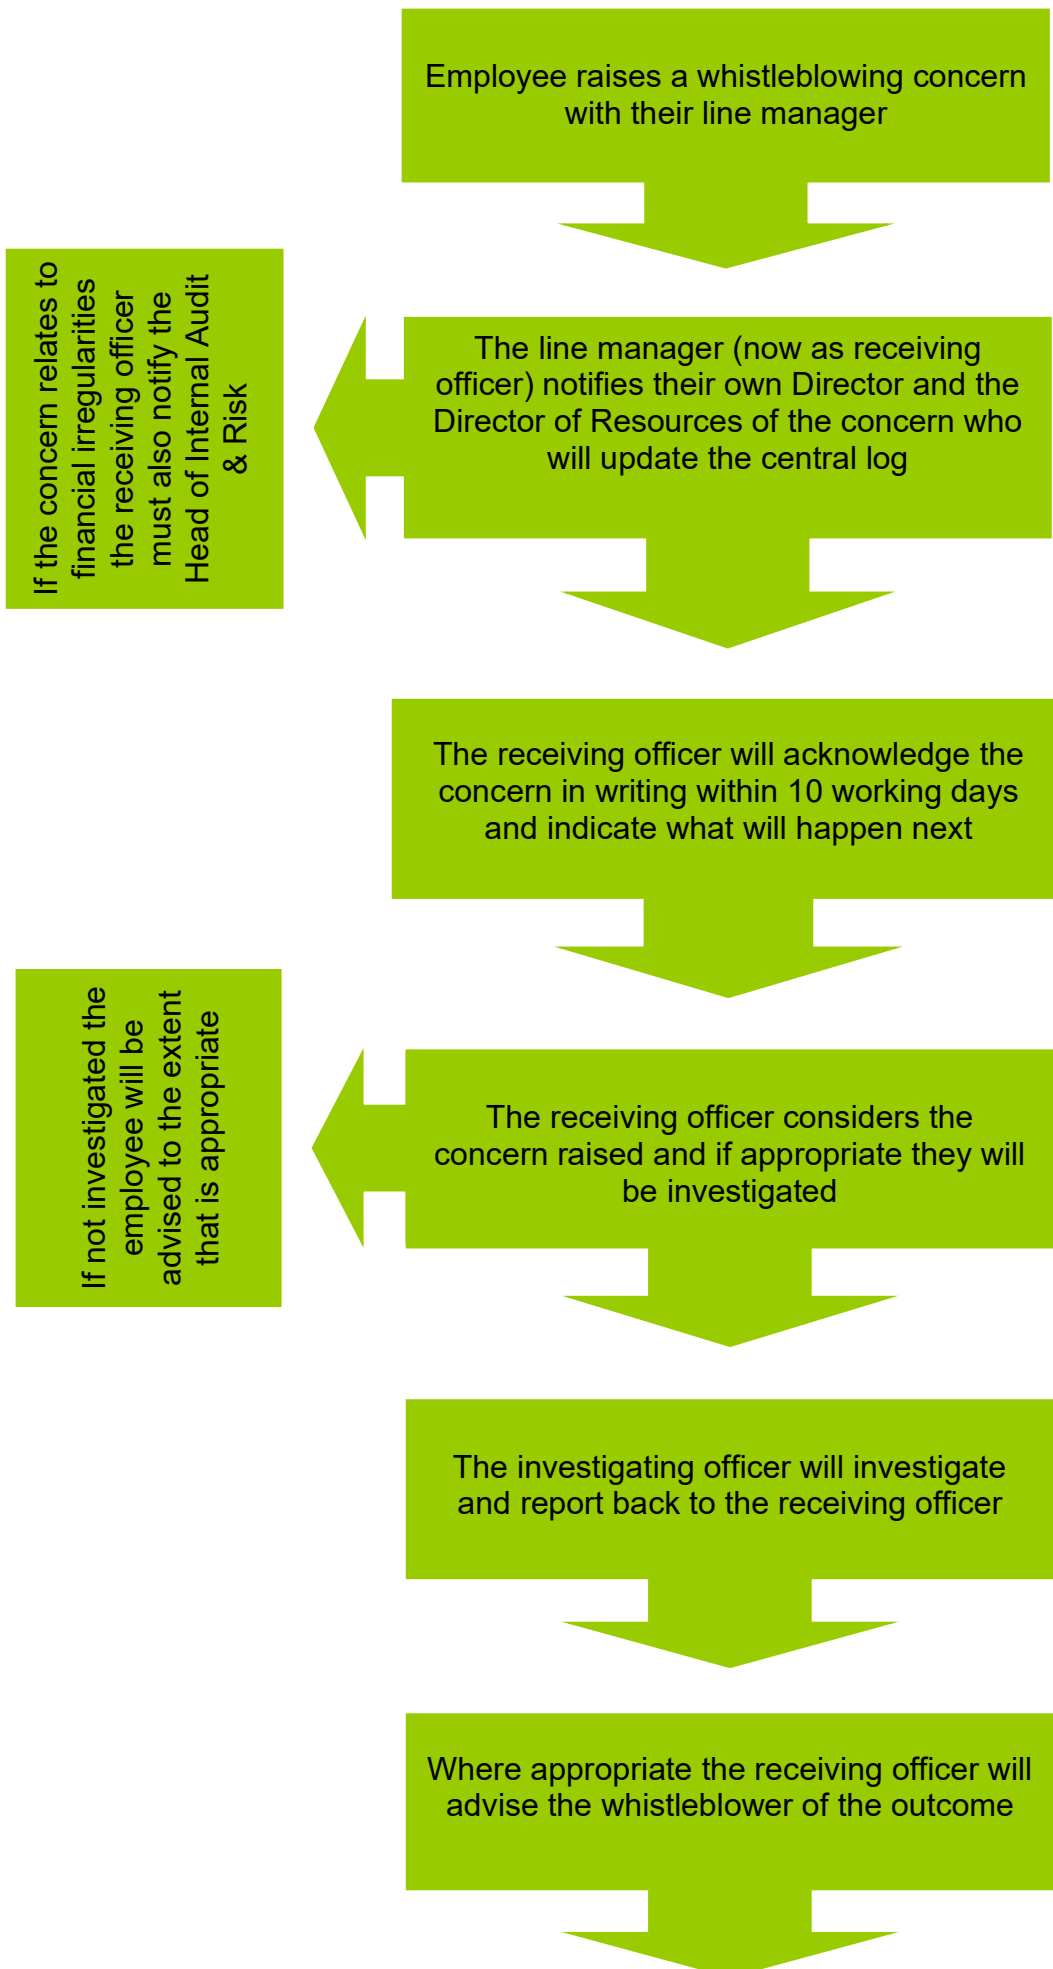 Employee raises a whistleblowing concern
with their line manager
If the concern relates to
financial irregularities
the receiving officer
must also notify the
Head of Internal Audit
& Risk
The line manager (now as receiving
officer) notifies their own Director and the
Director of Resources of the concern who
will update the central log
The receiving officer will acknowledge the
concern in writing within 10 working days
and indicate what will happen next
If not investigated the
employee will be
advised to the extent
that is appropriate
The receiving officer considers the
concern raised and if appropriate they will
be investigated
The investigating officer will investigate
and report back to the receiving officer
Where appropriate the receiving officer will
advise the whistleblower of the outcome